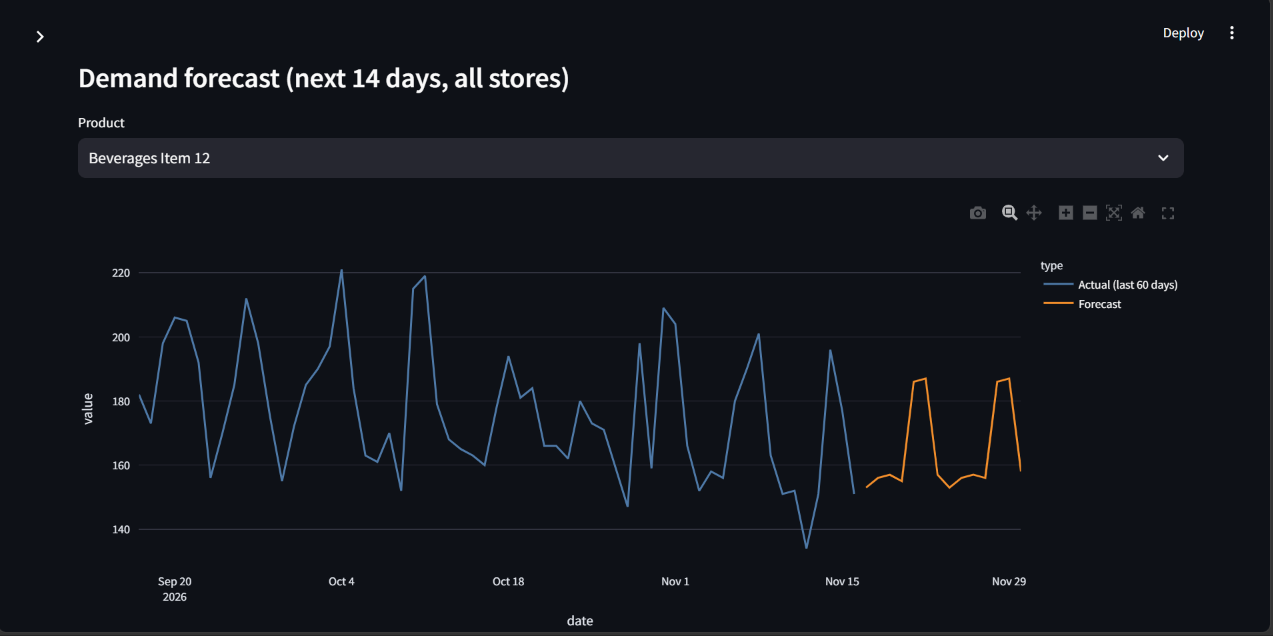 Deploy
Demand forecast (next 14 days, all stores)
Product
Beverages Item 12
type
Actual (last 60 days)
Forecast
220
200
180
160
140
value
Sep 20
2026
Oct 4
Oct 18
Nov 1
Nov 15
Nov 29
date